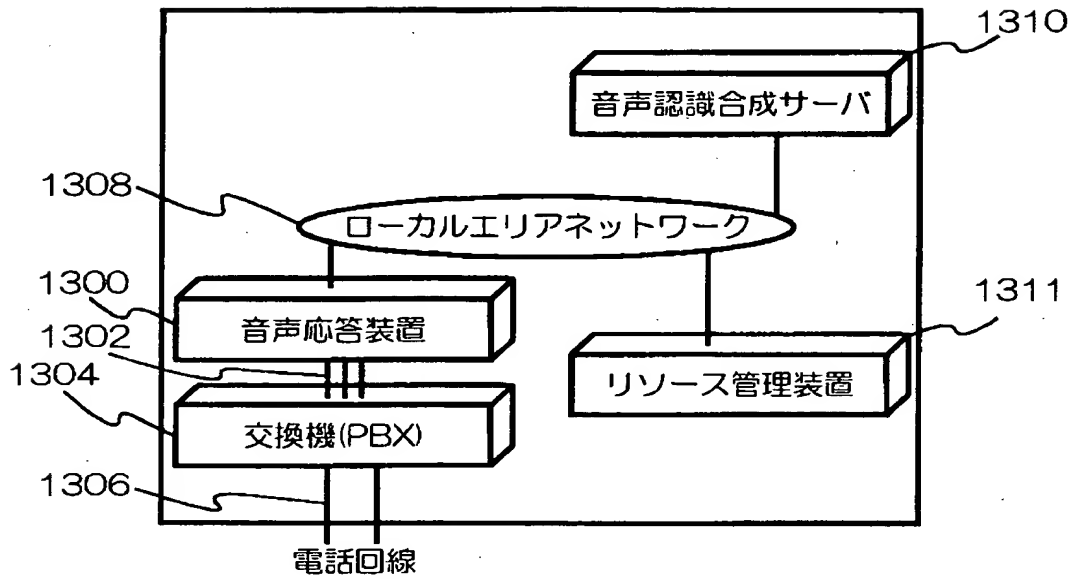 1310
音声認識合成サーバ
1308
ローカルエリアネットワーク
1300
音声応答装置
1311
1302
リソース管理装置
1304
交換機(PBX)
1306
電話回線